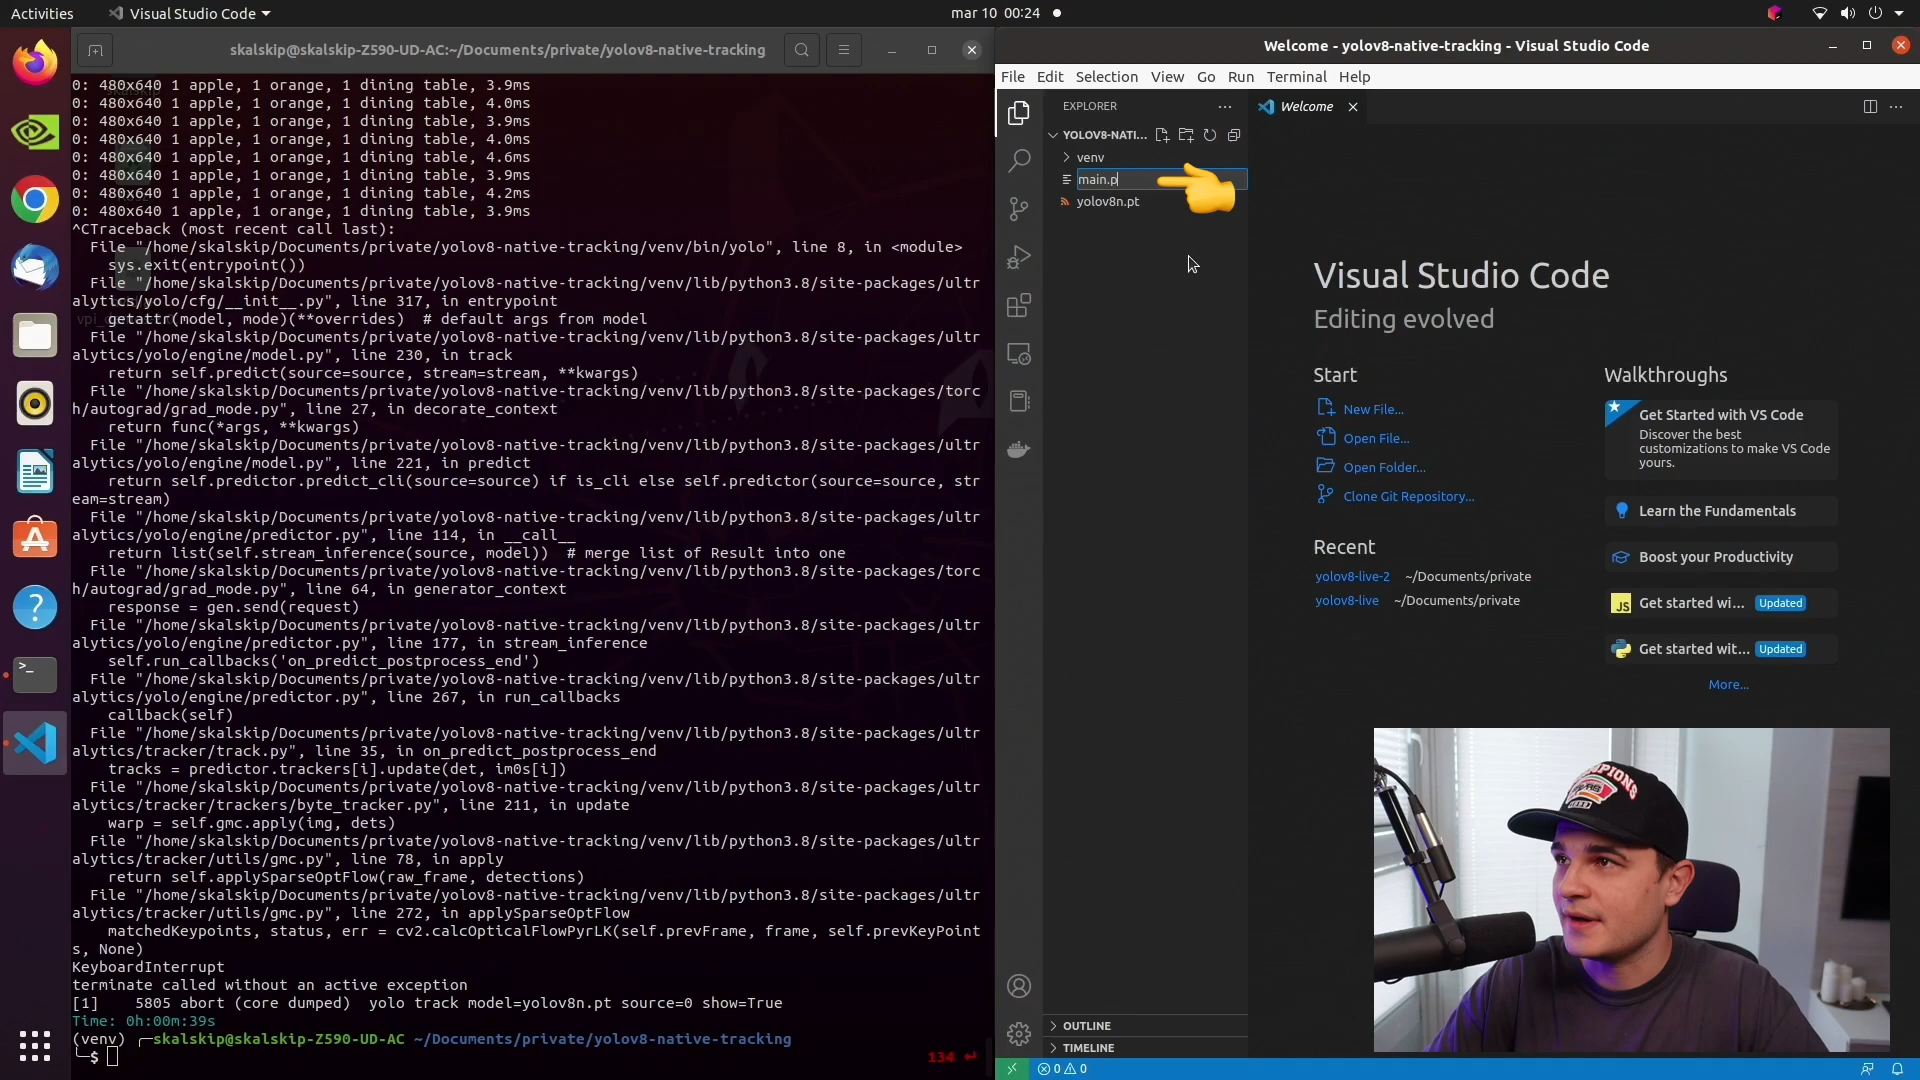 Activities
Visual Studio Code
mar 10 00:24
skalskip@skalskip-Z590-UD-AC:~/Documents/private/yolov8-native-tracking
0: 480x640 1 apple, 1 orange, 1 dining table, 3.9ms
0: 480x640 1 apple, 1 orange, 1 dining table, 4.0ms
0: 480x640 1 apple, 1 orange, 1 dining table, 3.9ms
0: 480x640 1 apple, 1 orange, 1 dining table, 4.0ms
0: 480x640 1 apple, 1 orange, 1 dining table, 4.6ms
0: 480x640 1 apple, 1 orange, 1 dining table, 3.9ms
0: 480x640 1 apple, 1 orange, 1 dining table, 4.2ms
0: 480x640 1 apple, 1 orange, 1 dining table, 3.9ms
^CTraceback (most recent call last):
  File "/home/skalskip/Documents/private/yolov8-native-tracking/venv/bin/yolo", line 8, in <module>
    sys.exit(entrypoint())
  File "/home/skalskip/Documents/private/yolov8-native-tracking/venv/lib/python3.8/site-packages/ultr
alytics/yolo/cfg/__init__.py", line 317, in entrypoint
    getattr(model, mode)(**overrides)  # default args from model
  File "/home/skalskip/Documents/private/yolov8-native-tracking/venv/lib/python3.8/site-packages/ultr
alytics/yolo/engine/model.py", line 230, in track
    return self.predict(source=source, stream=stream, **kwargs)
  File "/home/skalskip/Documents/private/yolov8-native-tracking/venv/lib/python3.8/site-packages/torc
h/autograd/grad_mode.py", line 27, in decorate_context
    return func(*args, **kwargs)
  File "/home/skalskip/Documents/private/yolov8-native-tracking/venv/lib/python3.8/site-packages/ultr
alytics/yolo/engine/model.py", line 221, in predict
    return self.predictor.predict_cli(source=source) if is_cli else self.predictor(source=source, str
eam=stream)
  File "/home/skalskip/Documents/private/yolov8-native-tracking/venv/lib/python3.8/site-packages/ultr
alytics/yolo/engine/predictor.py", line 114, in __call__
    return list(self.stream_inference(source, model))  # merge list of Result into one
  File "/home/skalskip/Documents/private/yolov8-native-tracking/venv/lib/python3.8/site-packages/torc
h/autograd/grad_mode.py", line 64, in generator_context
    response = gen.send(request)
  File "/home/skalskip/Documents/private/yolov8-native-tracking/venv/lib/python3.8/site-packages/ultr
alytics/yolo/engine/predictor.py", line 177, in stream_inference
    self.run_callbacks('on_predict_postprocess_end')
  File "/home/skalskip/Documents/private/yolov8-native-tracking/venv/lib/python3.8/site-packages/ultr
alytics/yolo/engine/predictor.py", line 267, in run_callbacks
    callback(self)
  File "/home/skalskip/Documents/private/yolov8-native-tracking/venv/lib/python3.8/site-packages/ultr
alytics/tracker/track.py", line 35, in on_predict_postprocess_end
    tracks = predictor.trackers[i].update(det, im0s[i])
  File "/home/skalskip/Documents/private/yolov8-native-tracking/venv/lib/python3.8/site-packages/ultr
alytics/tracker/trackers/byte_tracker.py", line 211, in update
    warp = self.gmc.apply(img, dets)
  File "/home/skalskip/Documents/private/yolov8-native-tracking/venv/lib/python3.8/site-packages/ultr
alytics/tracker/utils/gmc.py", line 78, in apply
    return self.applySparseOptFlow(raw_frame, detections)
  File "/home/skalskip/Documents/private/yolov8-native-tracking/venv/lib/python3.8/site-packages/ultr
alytics/tracker/utils/gmc.py", line 272, in applySparseOptFlow
    matchedKeypoints, status, err = cv2.calcOpticalFlowPyrLK(self.prevFrame, frame, self.prevKeyPoint
s, None)
KeyboardInterrupt
terminate called without an active exception
[1]    5805 abort (core dumped)  yolo track model=yolov8n.pt source=0 show=True
Time: 0h:00m:39s
(venv) ╭─skalskip@skalskip-Z590-UD-AC ~/Documents/private/yolov8-native-tracking
╰─$ 134 ↵
Welcome - yolov8-native-tracking - Visual Studio Code
File Edit Selection View Go Run Terminal Help
EXPLORER
YOLOV8-NATI...
venv
main.p
yolov8n.pt
OUTLINE
TIMELINE
0 0
Welcome
Visual Studio Code
Editing evolved
Start
New File...
Open File...
Open Folder...
Clone Git Repository...
Recent
yolov8-live-2 ~/Documents/private
yolov8-live ~/Documents/private
Walkthroughs
Get Started with VS Code
Discover the best
customizations to make VS Code
yours.
Learn the Fundamentals
Boost your Productivity
JS Get started wi... Updated
Get started wit... Updated
More...